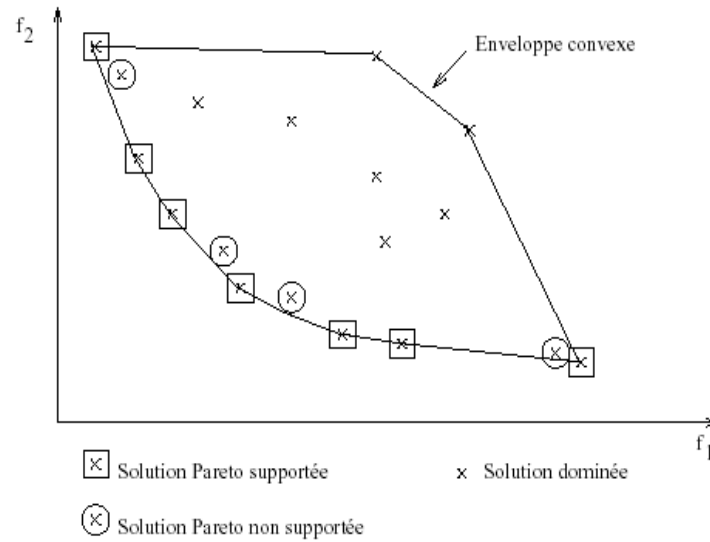 f2
Enveloppe convexe
f1
Solution Pareto supportée
Solution dominée
Solution Pareto non supportée